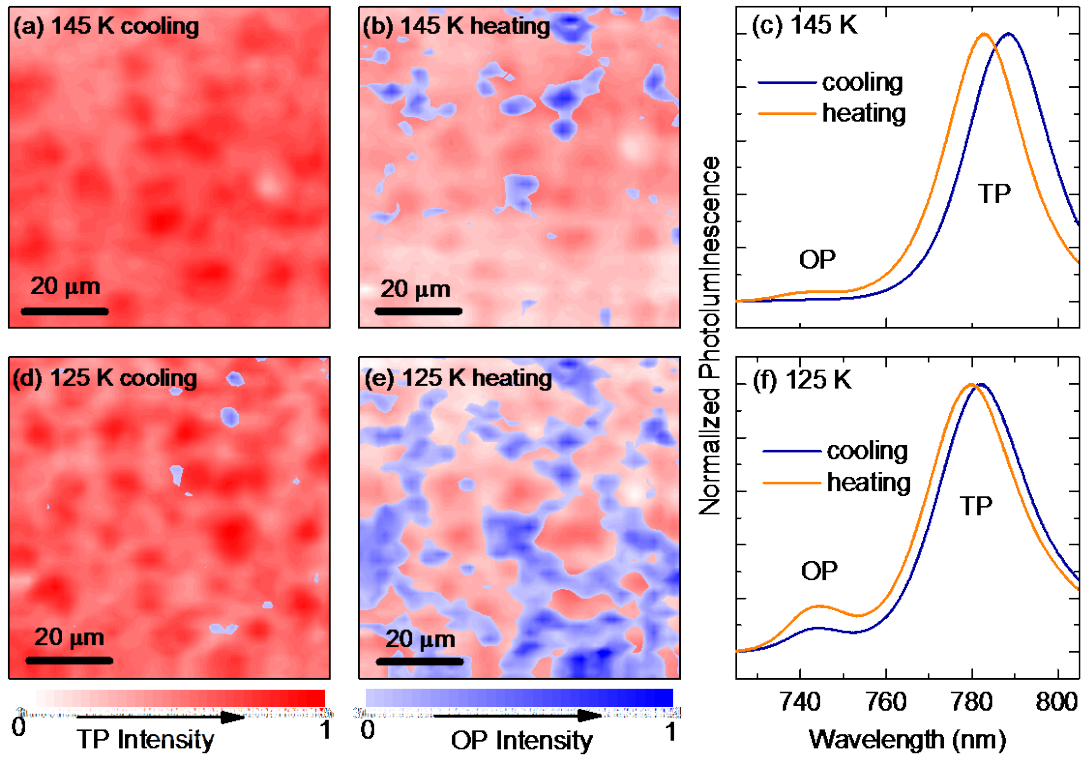 (a) 145 K cooling
20 μm
(b) 145 K heating
20 μm
(c) 145 K
cooling
heating
TP
OP
(d) 125 K cooling
20 μm
(e) 125 K heating
20 μm
(f) 125 K
cooling
heating
TP
OP
Normalized Photoluminescence
740 760 780 800
Wavelength (nm)
0 1
TP Intensity
0 1
OP Intensity